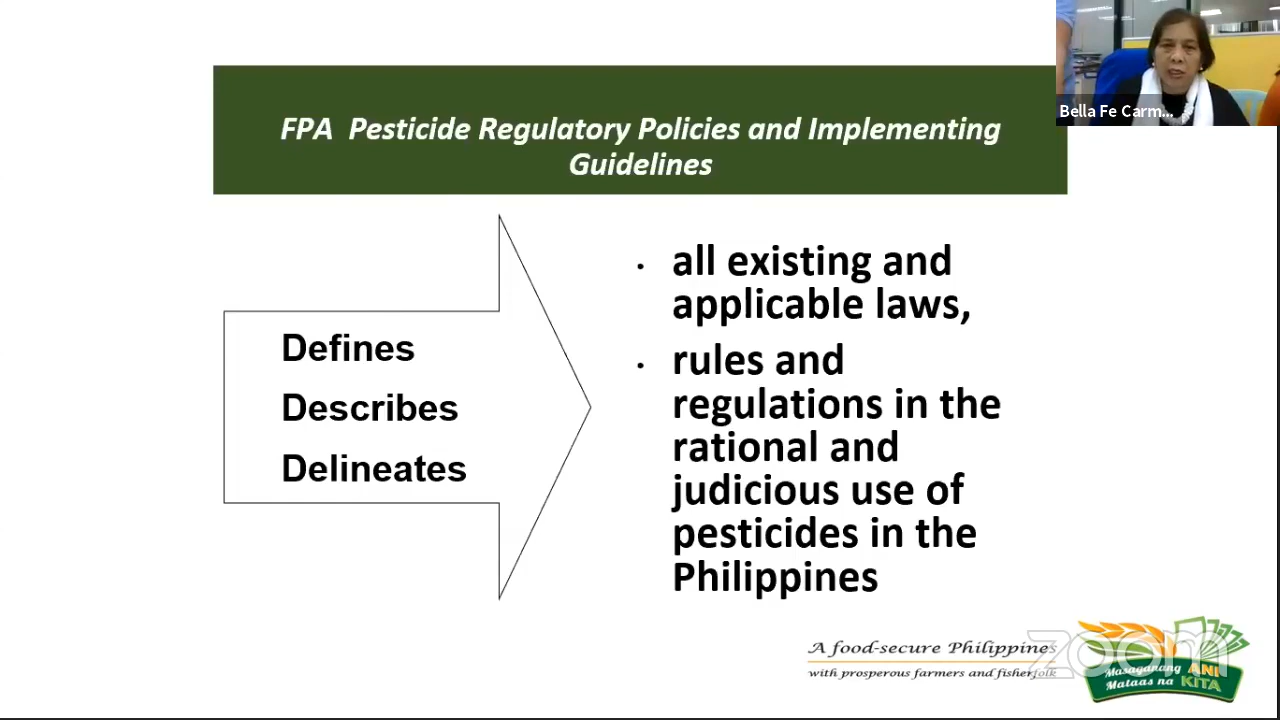 Bella Fe Carm...
FPA Pesticide Regulatory Policies and Implementing
Guidelines
Defines
Describes
Delineates
• all existing and
applicable laws,
• rules and
regulations in the
rational and
judicious use of
pesticides in the
Philippines
A food-secure Philippines
with prosperous farmers and fisherfolk
zoom
Masaganang ANI
Mataas na KITA